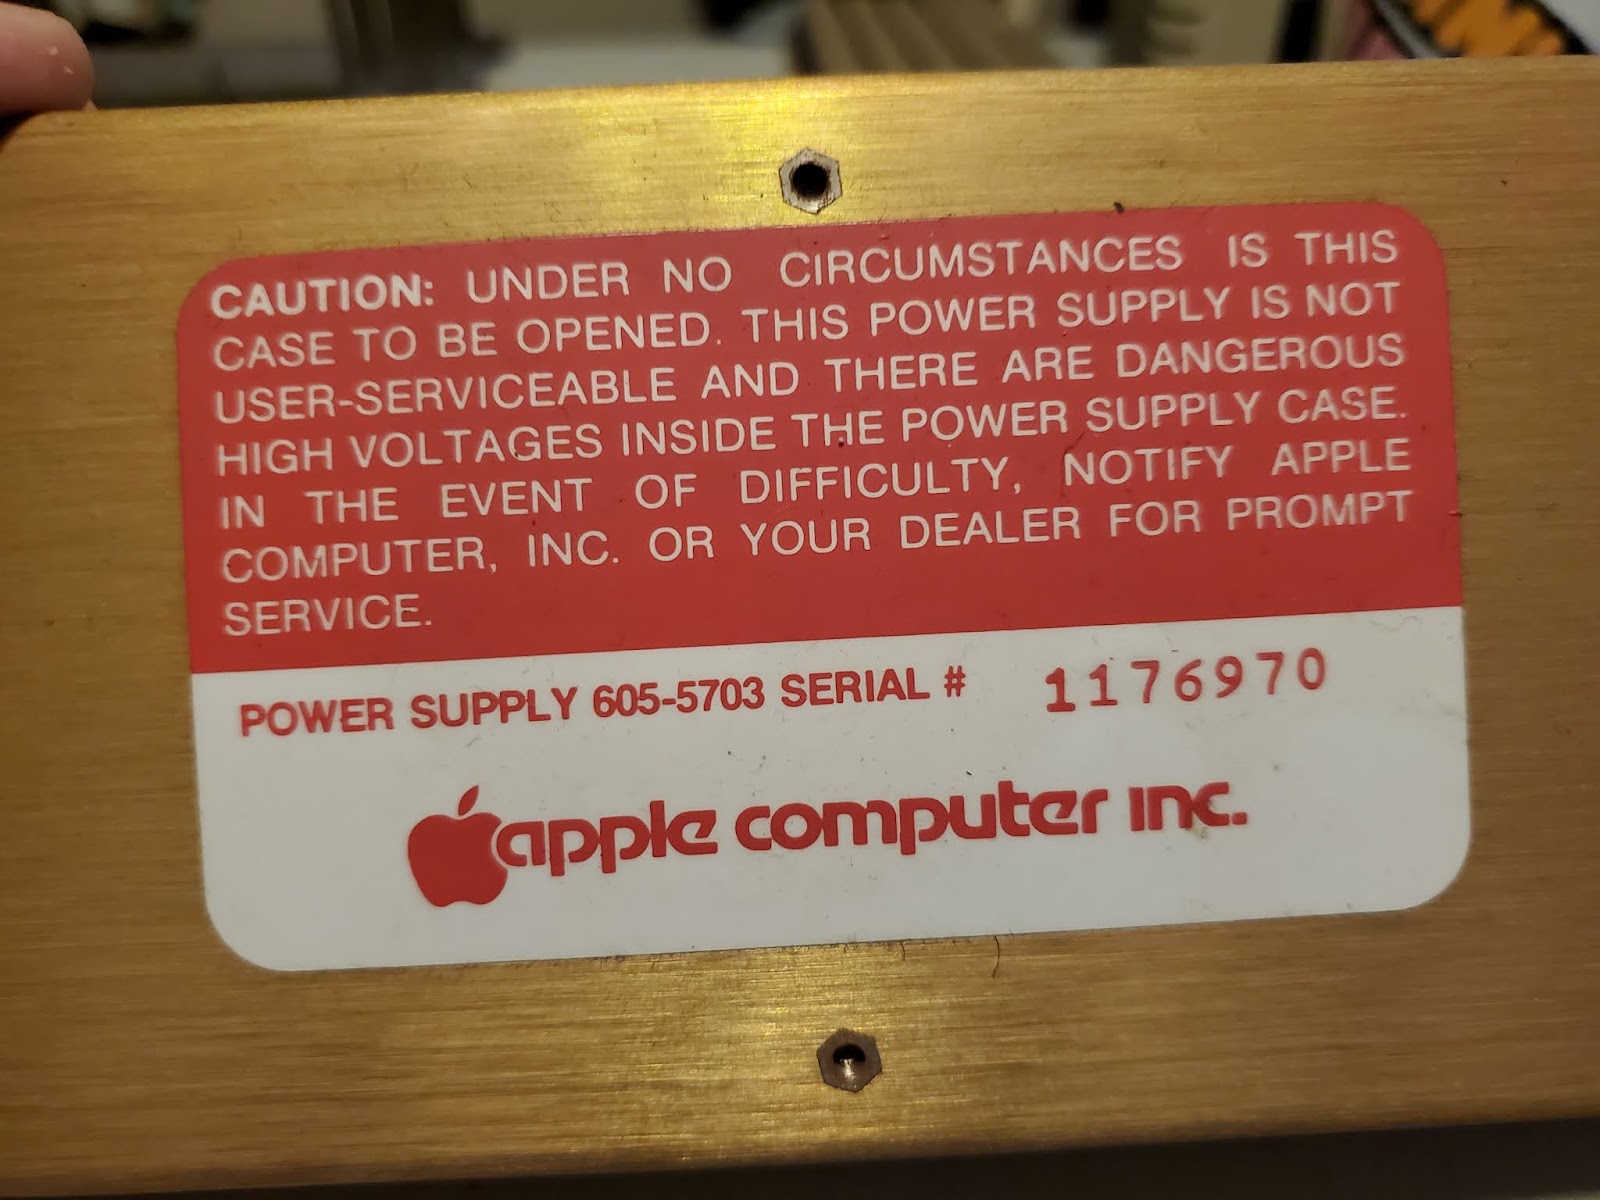 CAUTION: UNDER NO CIRCUMSTANCES IS THIS
CASE TO BE OPENED. THIS POWER SUPPLY IS NOT
USER-SERVICEABLE AND THERE ARE DANGEROUS
HIGH VOLTAGES INSIDE THE POWER SUPPLY CASE.
IN THE EVENT OF DIFFICULTY, NOTIFY APPLE
COMPUTER, INC. OR YOUR DEALER FOR PROMPT
SERVICE.
POWER SUPPLY 605-5703 SERIAL # 1176970
apple computer inc.